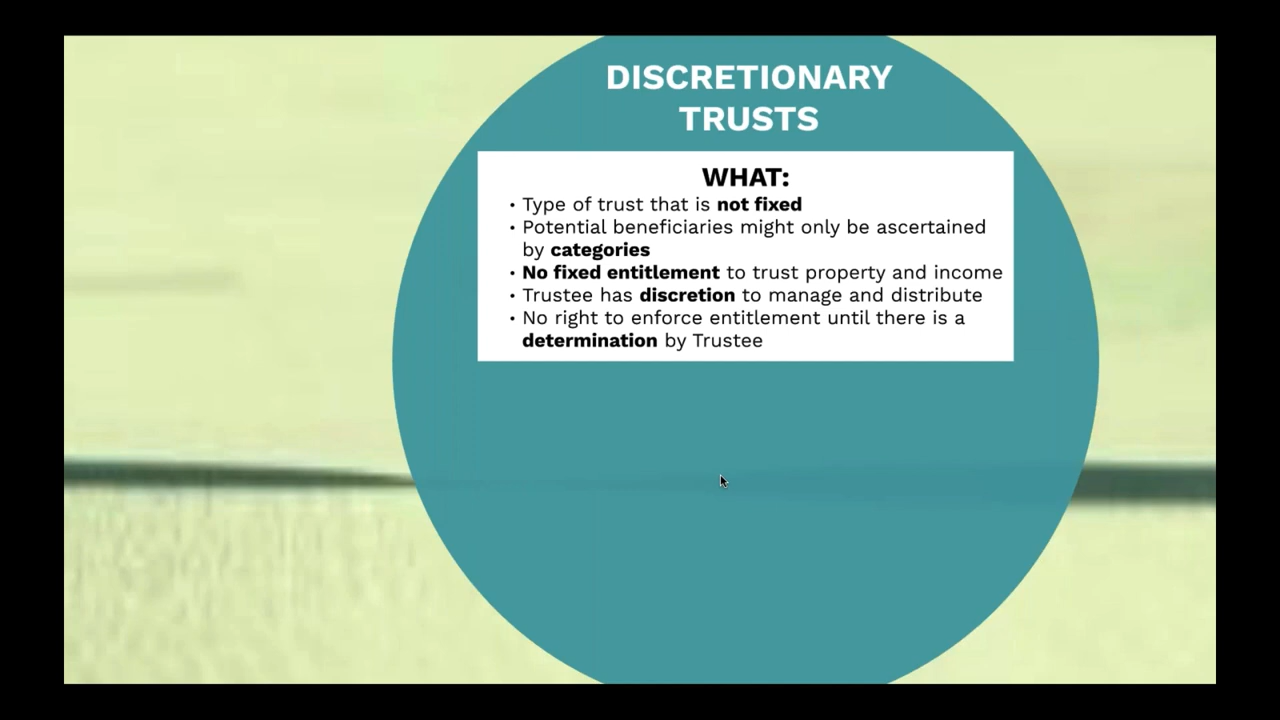 DISCRETIONARY
TRUSTS
WHAT:
• Type of trust that is not fixed
• Potential beneficiaries might only be ascertained
by categories
• No fixed entitlement to trust property and income
• Trustee has discretion to manage and distribute
• No right to enforce entitlement until there is a
determination by Trustee